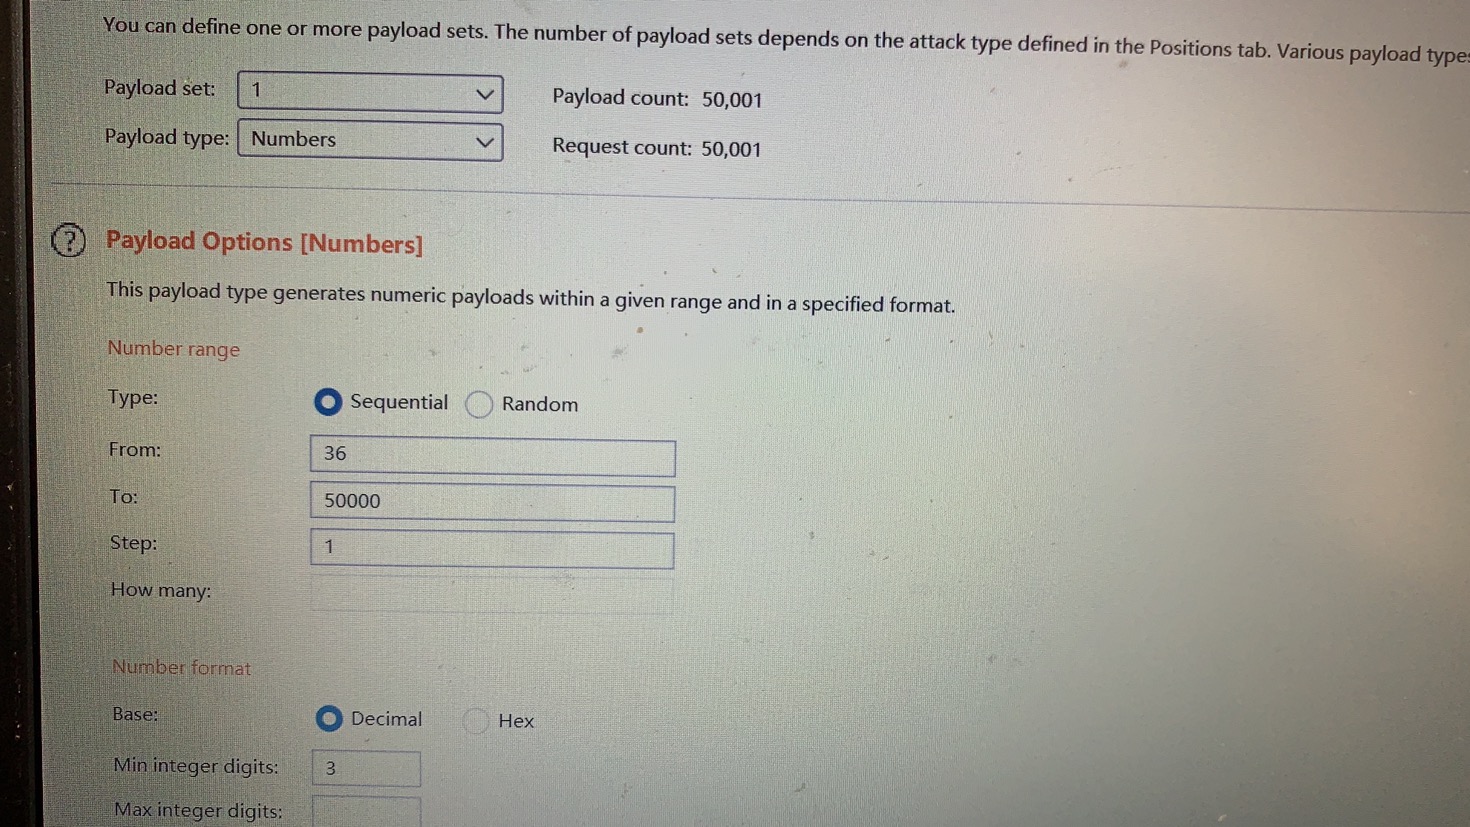 You can define one or more payload sets. The number of payload sets depends on the attack type defined in the Positions tab. Various payload types
Payload set: 1 Payload count: 50,001
Payload type: Numbers Request count: 50,001
? Payload Options [Numbers]
This payload type generates numeric payloads within a given range and in a specified format.
Number range
Type: Sequential Random
From: 36
To: 50000
Step: 1
How many:
Number format
Base: Decimal Hex
Min integer digits: 3
Max integer digits: